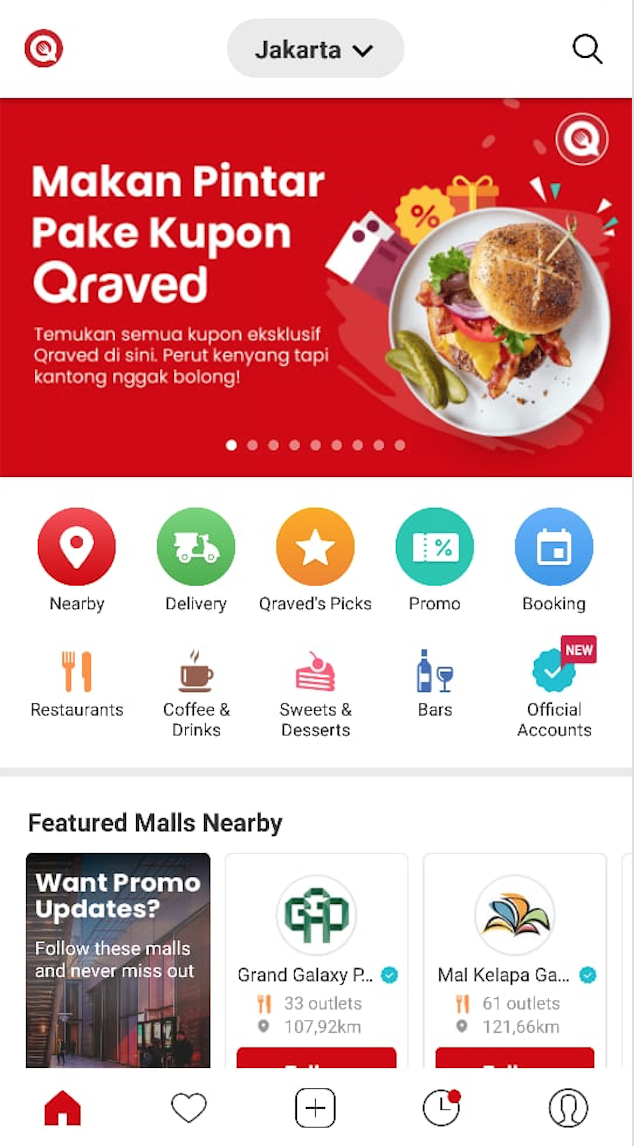 Jakarta
Makan Pintar
Pake Kupon
Qraved
Temukan semua kupon eksklusif
Qraved di sini. Perut kenyang tapi
kantong nggak bolong!
Nearby
Delivery
Qraved's Picks
Promo
Booking
NEW
Restaurants
Coffee &
Drinks
Sweets &
Desserts
Bars
Official
Accounts
Featured Malls Nearby
Want Promo
Updates?
Follow these malls
and never miss out
GGP
Grand Galaxy P...
33 outlets
107,92km
Mal Kelapa Ga...
61 outlets
121,66km